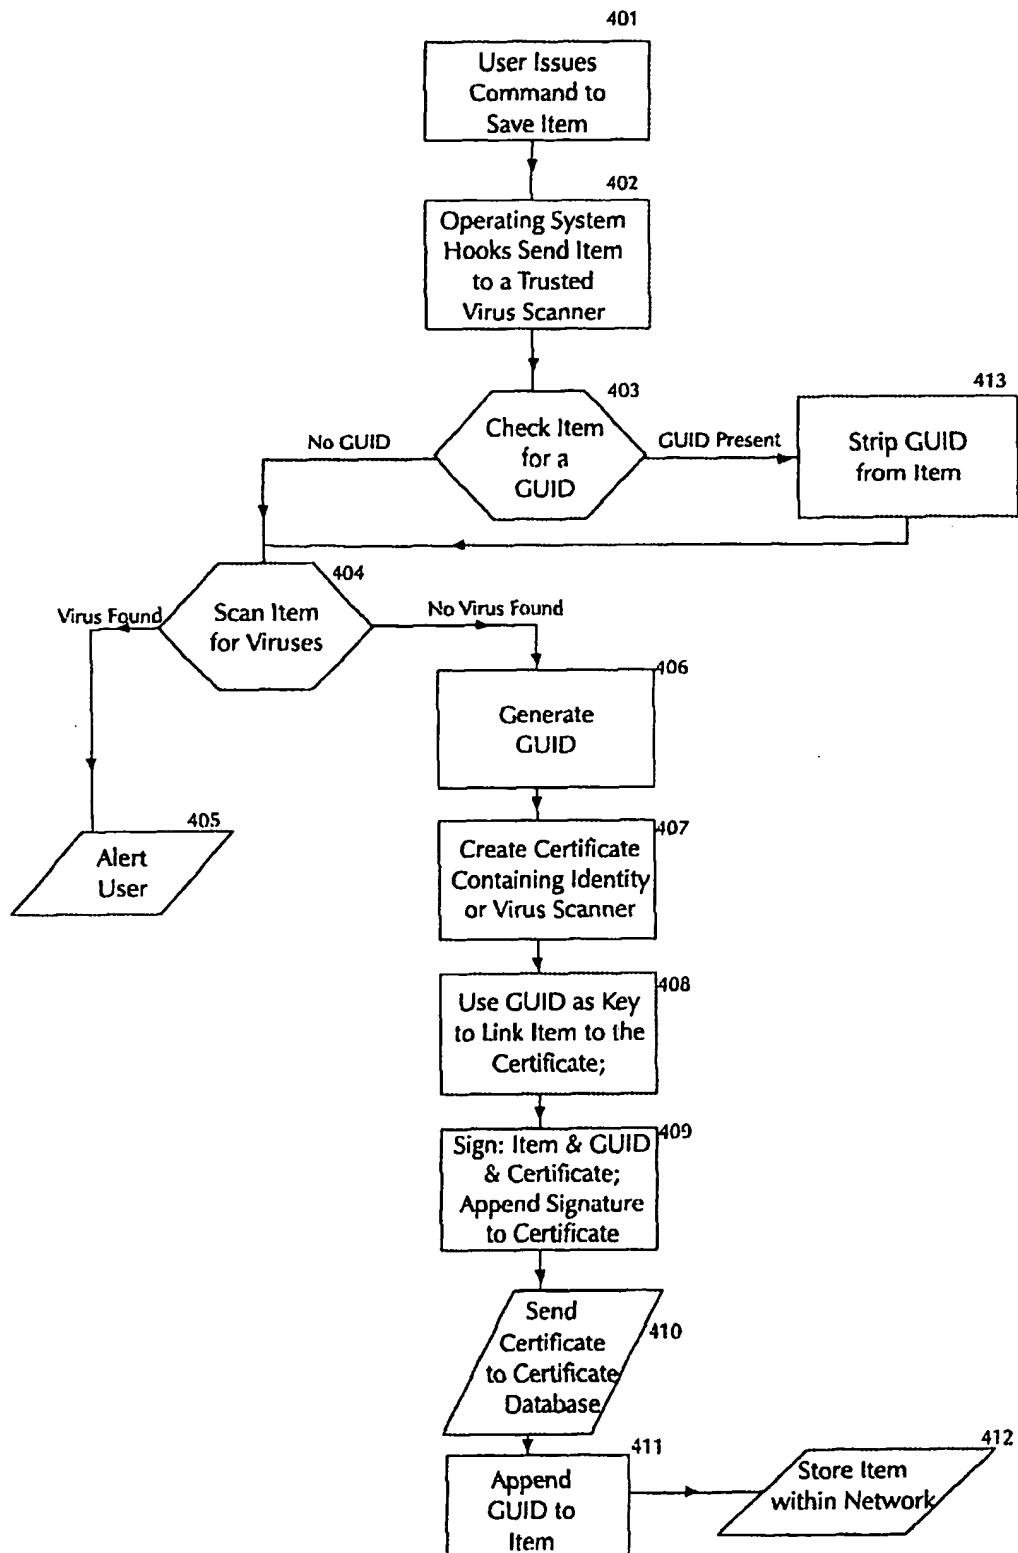 401
User Issues
Command to
Save Item
402
Operating System
Hooks Send Item
to a Trusted
Virus Scanner
403
Check Item
for a
GUID
No GUID
GUID Present
413
Strip GUID
from Item
404
Scan Item
for Viruses
Virus Found
No Virus Found
405
Alert
User
406
Generate
GUID
407
Create Certificate
Containing Identity
or Virus Scanner
408
Use GUID as Key
to Link Item to the
Certificate;
409
Sign: Item & GUID
& Certificate;
Append Signature
to Certificate
410
Send
Certificate
to Certificate
Database
411
Append
GUID to
Item
412
Store Item
within Network